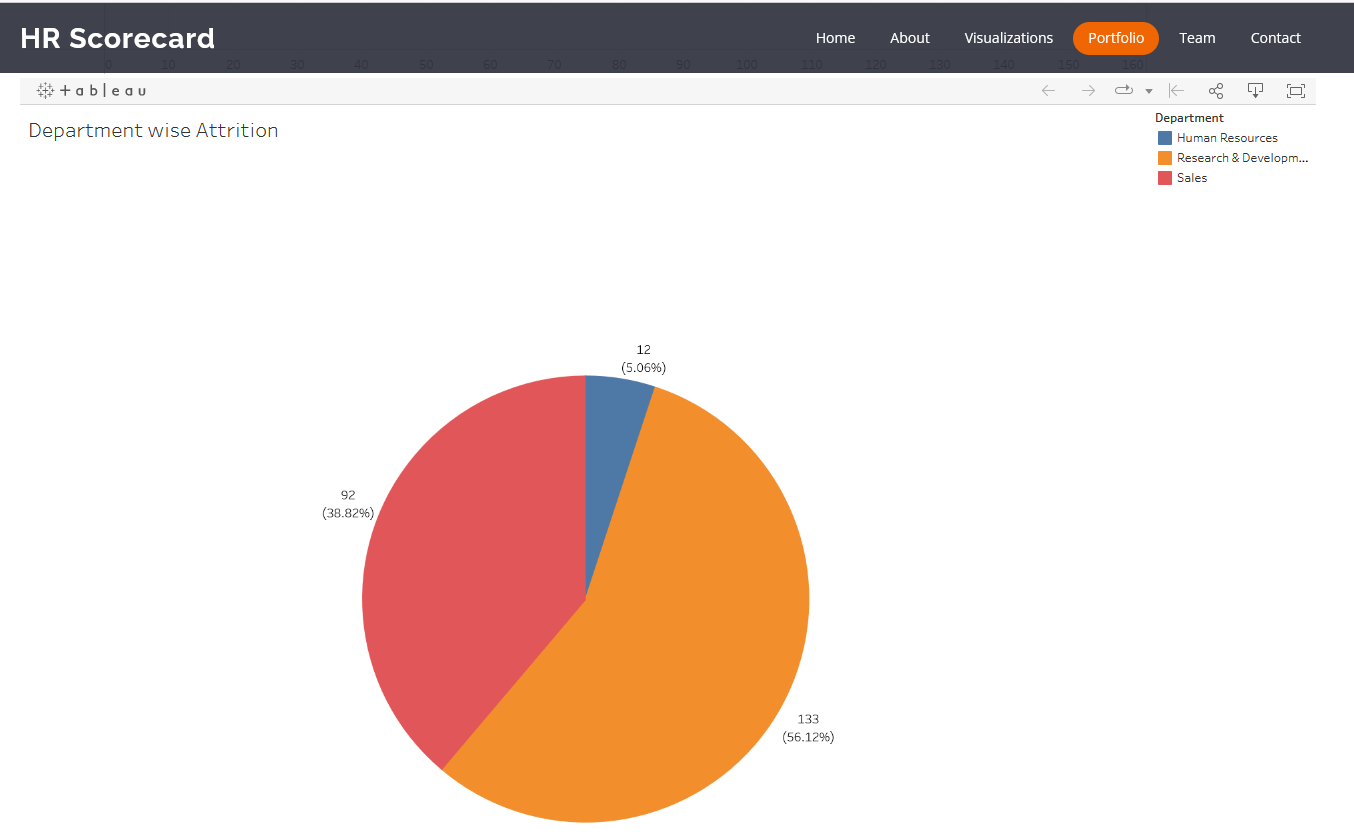 HR Scorecard
Home About Visualizations Portfolio Team Contact
0 10 20 30 40 50 60 70 80 90 100 110 120 130 140 150 160
+ableau
Department wise Attrition
Department
Human Resources
Research & Developm...
Sales
12
(5.06%)
92
(38.82%)
133
(56.12%)